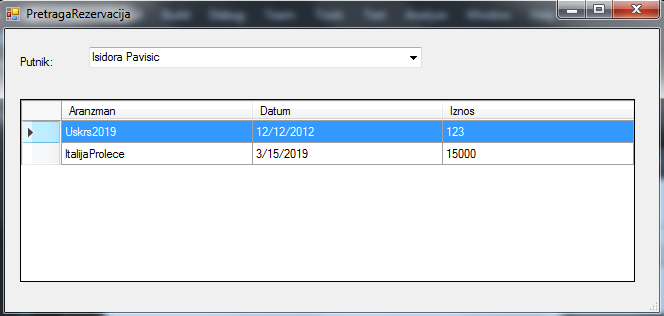 PretragaRezervacija
Putnik:
Isidora Pavisic
Aranzman Datum Iznos
Uskrs2019 12/12/2012 123
ItalijaProlece 3/15/2019 15000